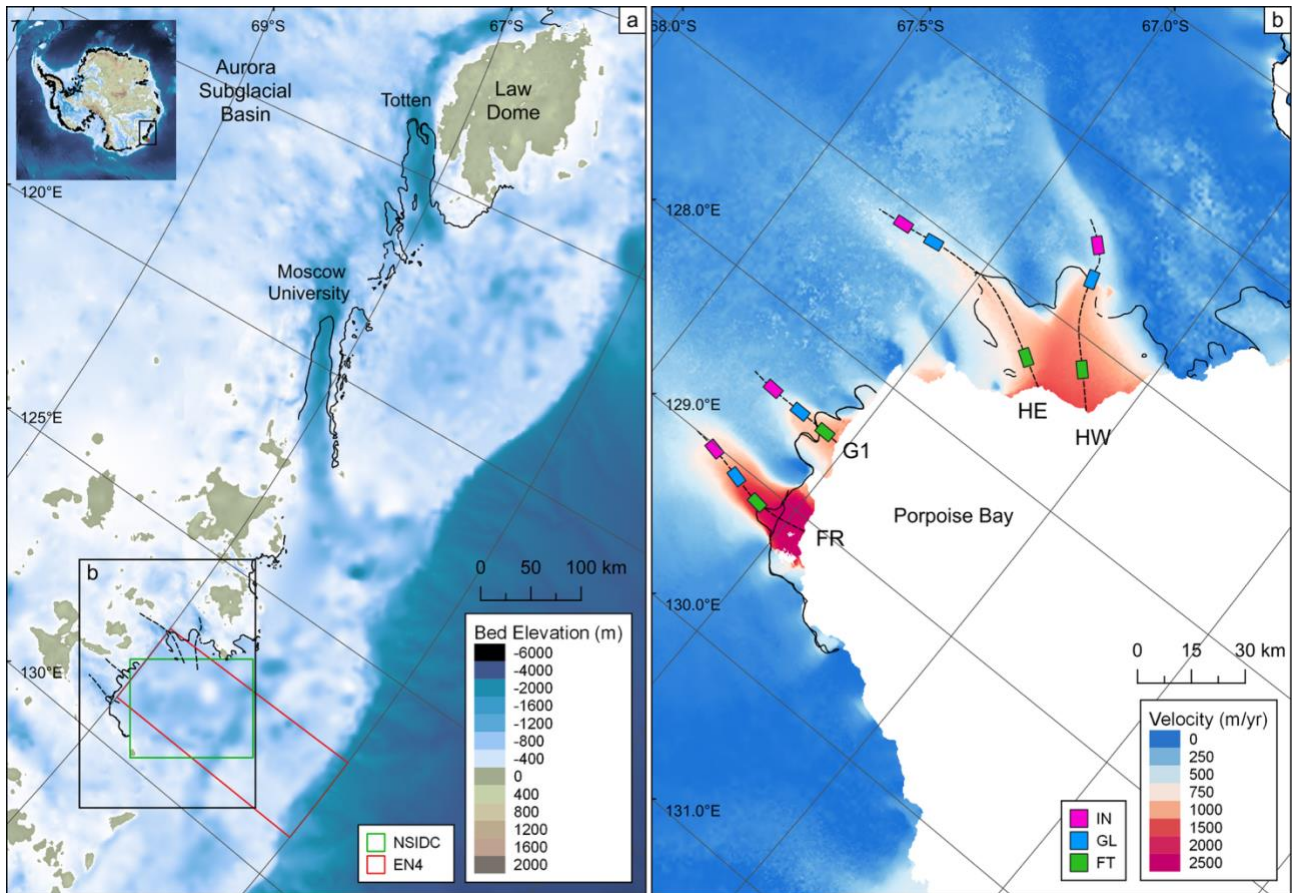 69°S
67°S
a
Aurora
Subglacial
Basin
Totten
Law
Dome
120°E
Moscow
University
125°E
b
130°E
0 50 100 km
Bed Elevation (m)
-6000
-4000
-2000
-1600
-1200
-800
-400
0
400
800
1200
1600
2000
NSIDC
EN4
68.0°S
67.5°S
67.0°S
b
128.0°E
129.0°E
HE
HW
G1
FR
Porpoise Bay
130.0°E
131.0°E
0 15 30 km
Velocity (m/yr)
0
250
500
750
1000
1500
2000
2500
IN
GL
FT